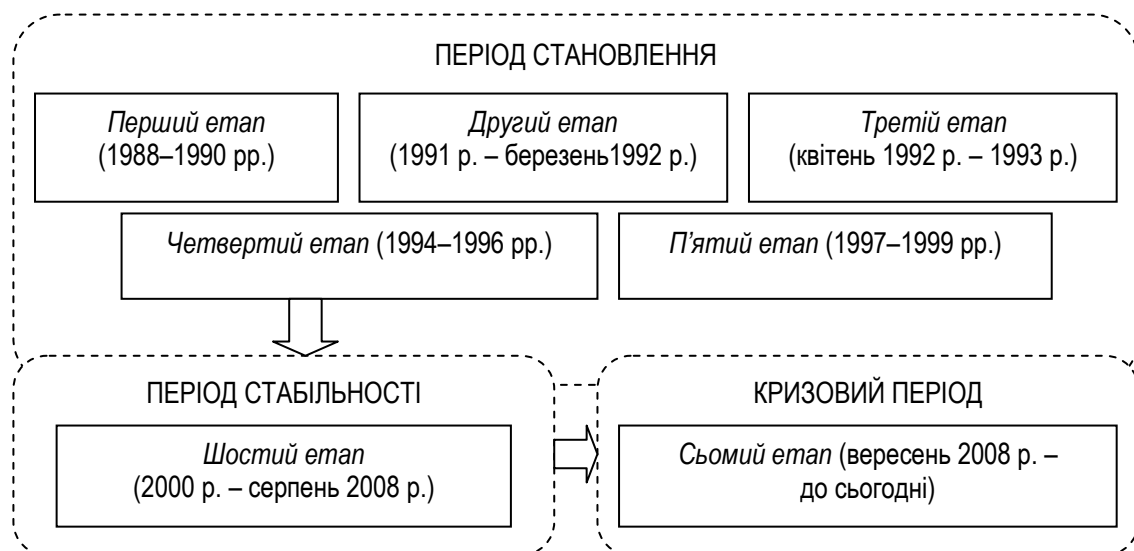 ПЕРІОД СТАНОВЛЕННЯ
Перший етап
(1988–1990 рр.)
Другий етап
(1991 р. – березень1992 р.)
Третій етап
(квітень 1992 р. – 1993 р.)
Четвертий етап (1994–1996 рр.)
П’ятий етап (1997–1999 рр.)
ПЕРІОД СТАБІЛЬНОСТІ
Шостий етап
(2000 р. – серпень 2008 р.)
КРИЗОВИЙ ПЕРІОД
Сьомий етап (вересень 2008 р. –
до сьогодні)